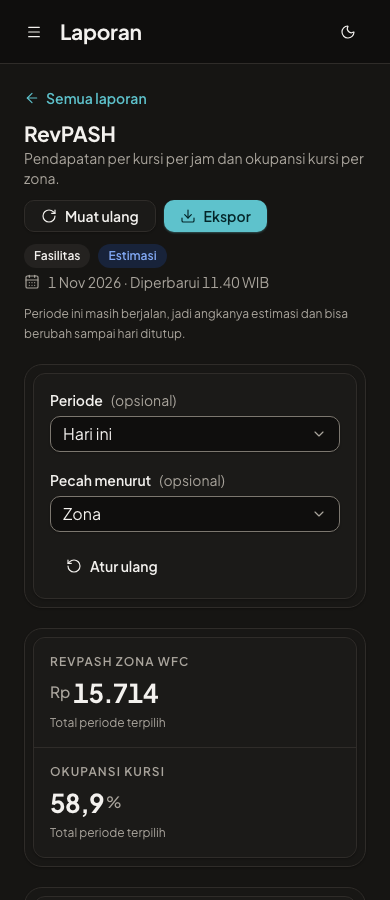 Laporan
Semua laporan
RevPASH
Pendapatan per kursi per jam dan okupansi kursi per
zona.
Muat ulang
Ekspor
Fasilitas
Estimasi
1 Nov 2026 · Diperbarui 11.40 WIB
Periode ini masih berjalan, jadi angkanya estimasi dan bisa
berubah sampai hari ditutup.
Periode (opsional)
Hari ini
Pecah menurut (opsional)
Zona
Atur ulang
REVPASH ZONA WFC
Rp 15.714
Total periode terpilih
OKUPANSI KURSI
58,9%
Total periode terpilih